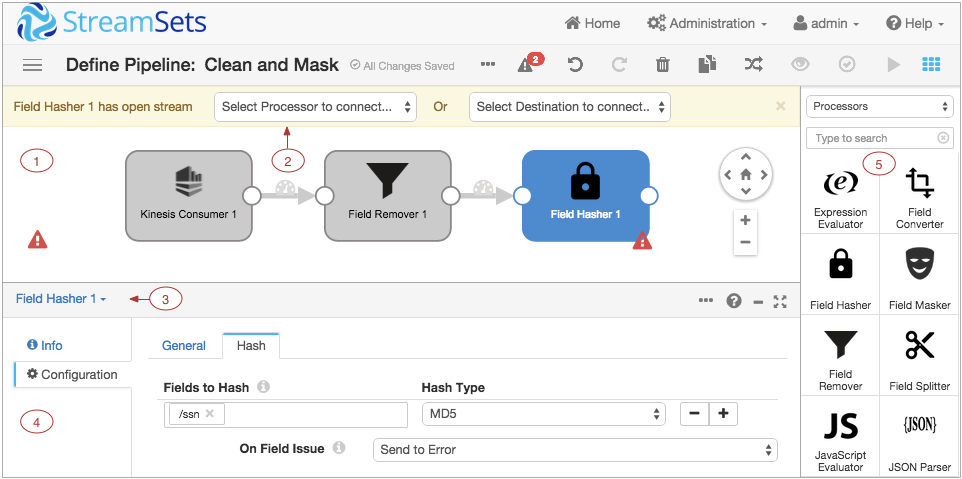 StreamSets
Home Administration admin Help
Define Pipeline: Clean and Mask All Changes Saved 2
Field Hasher 1 has open stream Select Processor to connect... Or Select Destination to connect..
1
2
Kinesis Consumer 1
Field Remover 1
Field Hasher 1
Field Hasher 1
3
Info
Configuration
4
General Hash
Fields to Hash Hash Type
/ssn MD5
On Field Issue Send to Error
Processors
Type to search
5
(e)
Expression Evaluator
Field Converter
Field Hasher
Field Masker
Field Remover
Field Splitter
JS
JavaScript Evaluator
{JSON}
JSON Parser